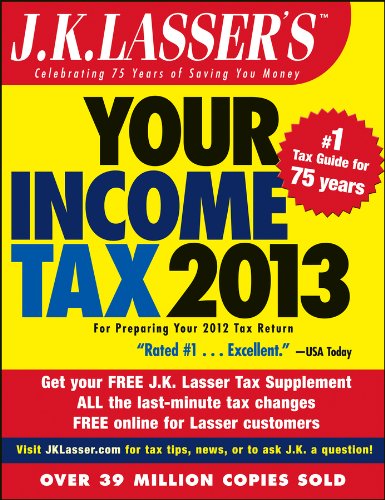 J.K.LASSER'S™
Celebrating 75 Years of Saving You Money
YOUR
INCOME
TAX 2013
#1
Tax Guide for
75 years
For Preparing Your 2012 Tax Return
"Rated #1 . . . Excellent." —USA Today
Get your FREE J.K. Lasser Tax Supplement
ALL the last-minute tax changes
FREE online for Lasser customers
Visit JKLasser.com for tax tips, news, or to ask J.K. a question!
OVER 39 MILLION COPIES SOLD